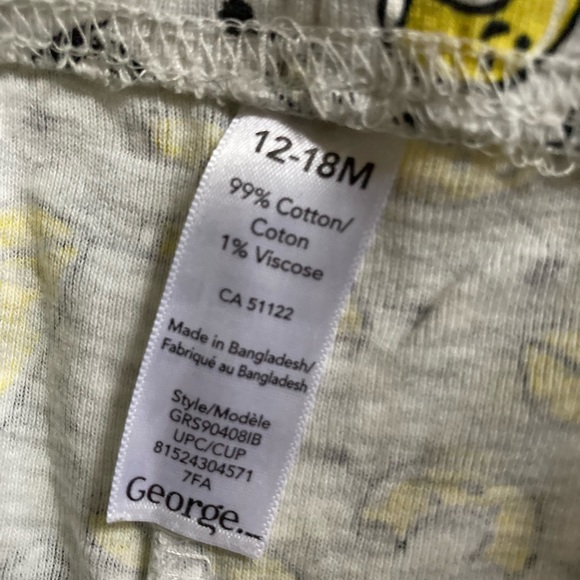 12-18M
99% Cotton/
Coton
1% Viscose
CA 51122
Made in Bangladesh/
Fabriqué au Bangladesh
Style/Modèle
GRS90408IB
UPC/CUP
81524304571
7FA
George.